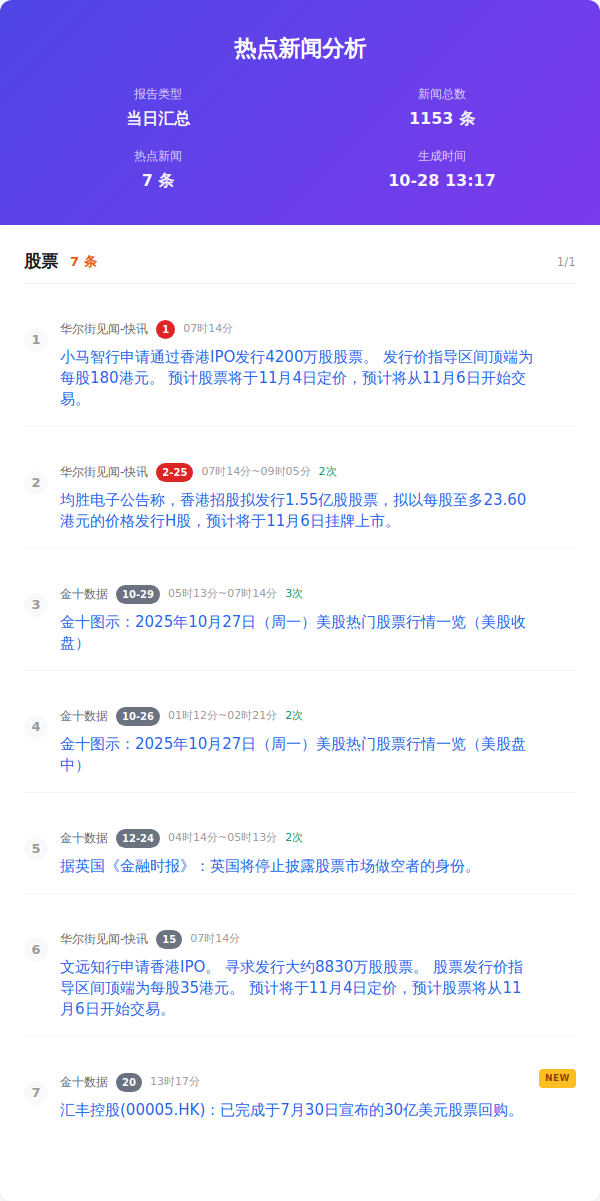 热点新闻分析
报告类型
当日汇总
新闻总数
1153 条
热点新闻
7 条
生成时间
10-28 13:17
股票 7 条 1/1
1 华尔街见闻-快讯 1 07时14分
小马智行申请通过香港IPO发行4200万股股票。 发行价指导区间顶端为
每股180港元。 预计股票将于11月4日定价，预计将从11月6日开始交
易。
2 华尔街见闻-快讯 2-25 07时14分~09时05分 2次
均胜电子公告称，香港招股拟发行1.55亿股股票，拟以每股至多23.60
港元的价格发行H股，预计将于11月6日挂牌上市。
3 金十数据 10-29 05时13分~07时14分 3次
金十图示：2025年10月27日（周一）美股热门股票行情一览（美股收
盘）
4 金十数据 10-26 01时12分~02时21分 2次
金十图示：2025年10月27日（周一）美股热门股票行情一览（美股盘
中）
5 金十数据 12-24 04时14分~05时13分 2次
据英国《金融时报》：英国将停止披露股票市场做空者的身份。
6 华尔街见闻-快讯 15 07时14分
文远知行申请香港IPO。 寻求发行大约8830万股股票。 股票发行价指
导区间顶端为每股35港元。 预计将于11月4日定价，预计股票将从11
月6日开始交易。
7 金十数据 20 13时17分 NEW
汇丰控股(00005.HK)：已完成于7月30日宣布的30亿美元股票回购。